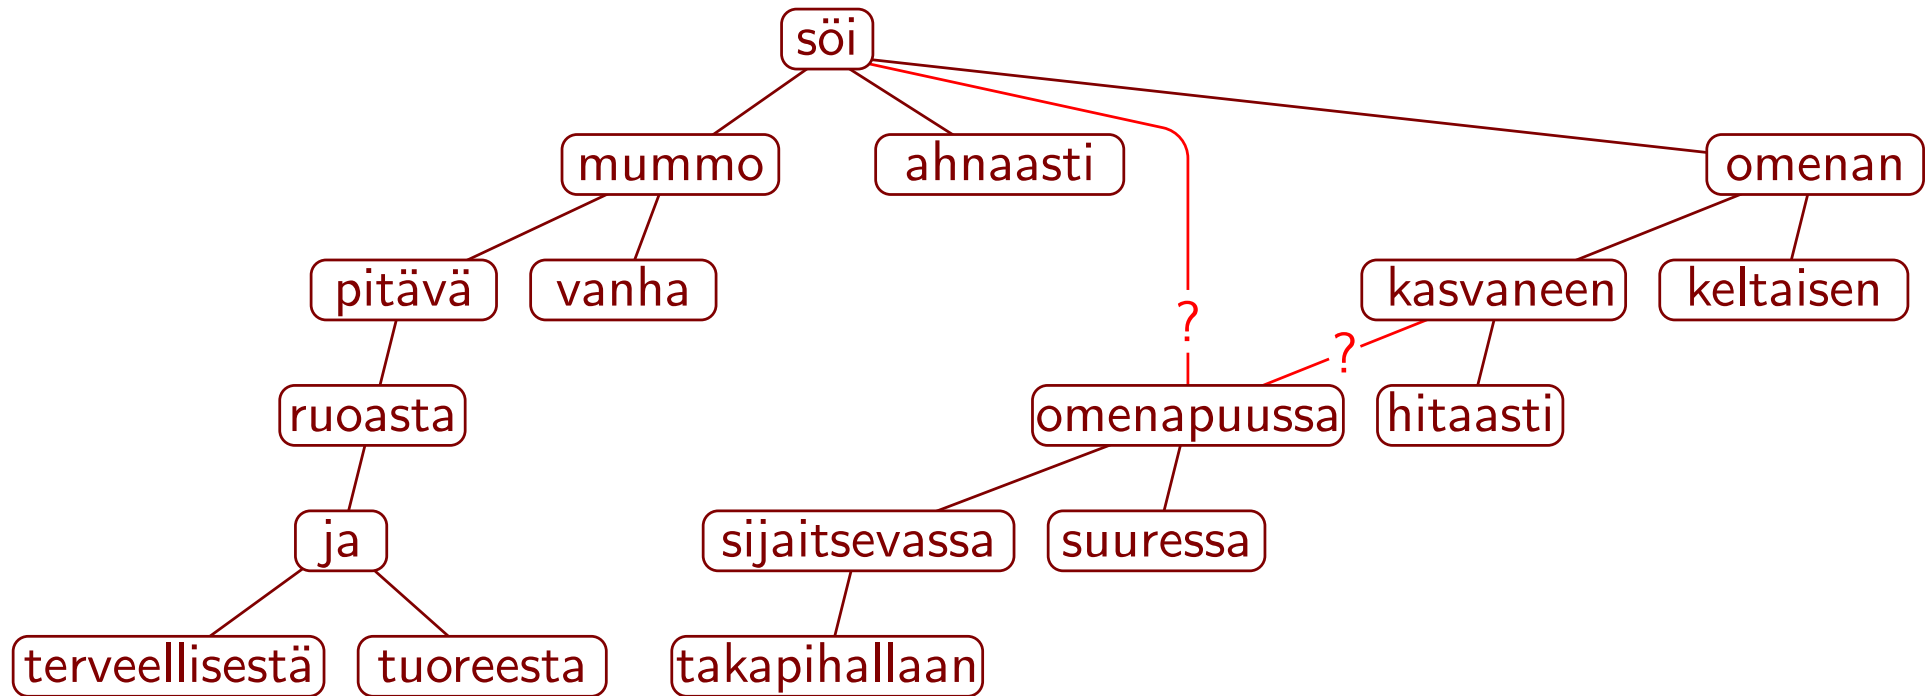 söi
mummo ahnaasti omenan
pitävä vanha kasvaneen keltaisen
? ?
ruoasta omenapuussa hitaasti
ja sijaitsevassa suuressa
terveellisestä tuoreesta takapihallaan